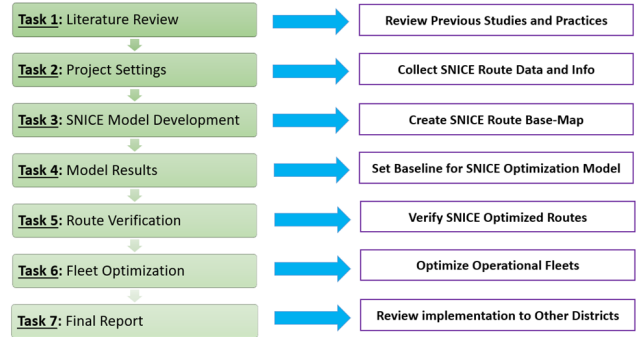 Task 1: Literature Review
Review Previous Studies and Practices
Task 2: Project Settings
Collect SNICE Route Data and Info
Task 3: SNICE Model Development
Create SNICE Route Base-Map
Task 4: Model Results
Set Baseline for SNICE Optimization Model
Task 5: Route Verification
Verify SNICE Optimized Routes
Task 6: Fleet Optimization
Optimize Operational Fleets
Task 7: Final Report
Review implementation to Other Districts